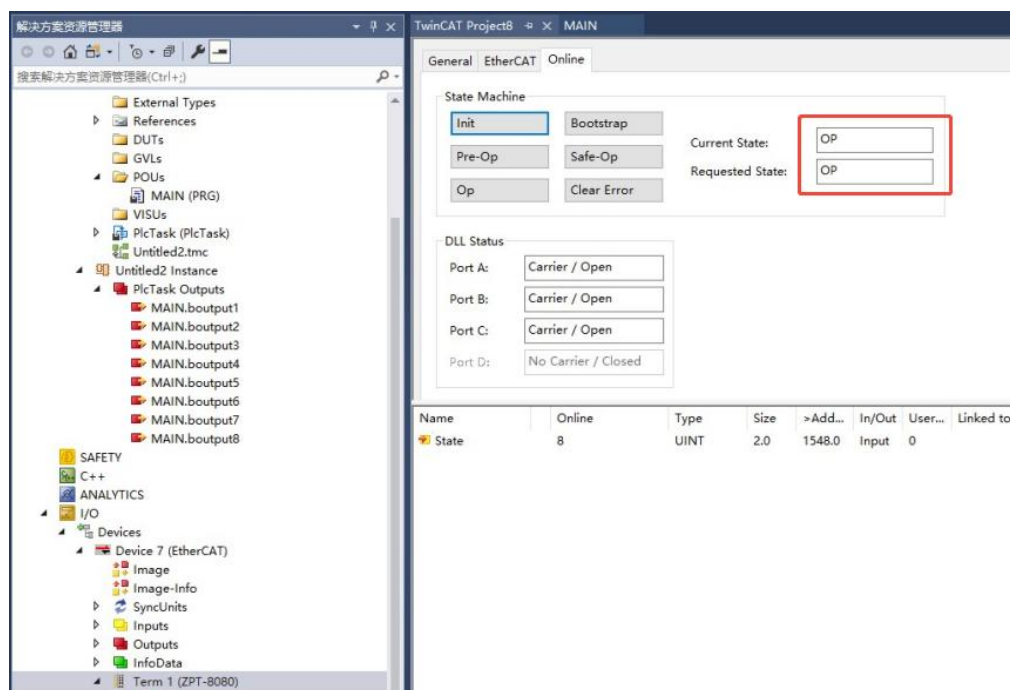 解决方案资源管理器
搜索解决方案资源管理器(Ctrl+;)
External Types
References
DUTs
GVLs
POUs
MAIN (PRG)
VISUs
PlcTask (PlcTask)
Untitled2.tmc
Untitled2 Instance
PlcTask Outputs
MAIN.boutput1
MAIN.boutput2
MAIN.boutput3
MAIN.boutput4
MAIN.boutput5
MAIN.boutput6
MAIN.boutput7
MAIN.boutput8
SAFETY
C++
ANALYTICS
I/O
Devices
Device 7 (EtherCAT)
Image
Image-Info
SyncUnits
Inputs
Outputs
InfoData
Term 1 (ZPT-8080)
TwinCAT Project8 MAIN
General EtherCAT Online
State Machine
Init Bootstrap
Pre-Op Safe-Op
Op Clear Error
Current State: OP
Requested State: OP
DLL Status
Port A: Carrier / Open
Port B: Carrier / Open
Port C: Carrier / Open
Port D: No Carrier / Closed
Name Online Type Size >Add... In/Out User... Linked to
State 8 UINT 2.0 1548.0 Input 0